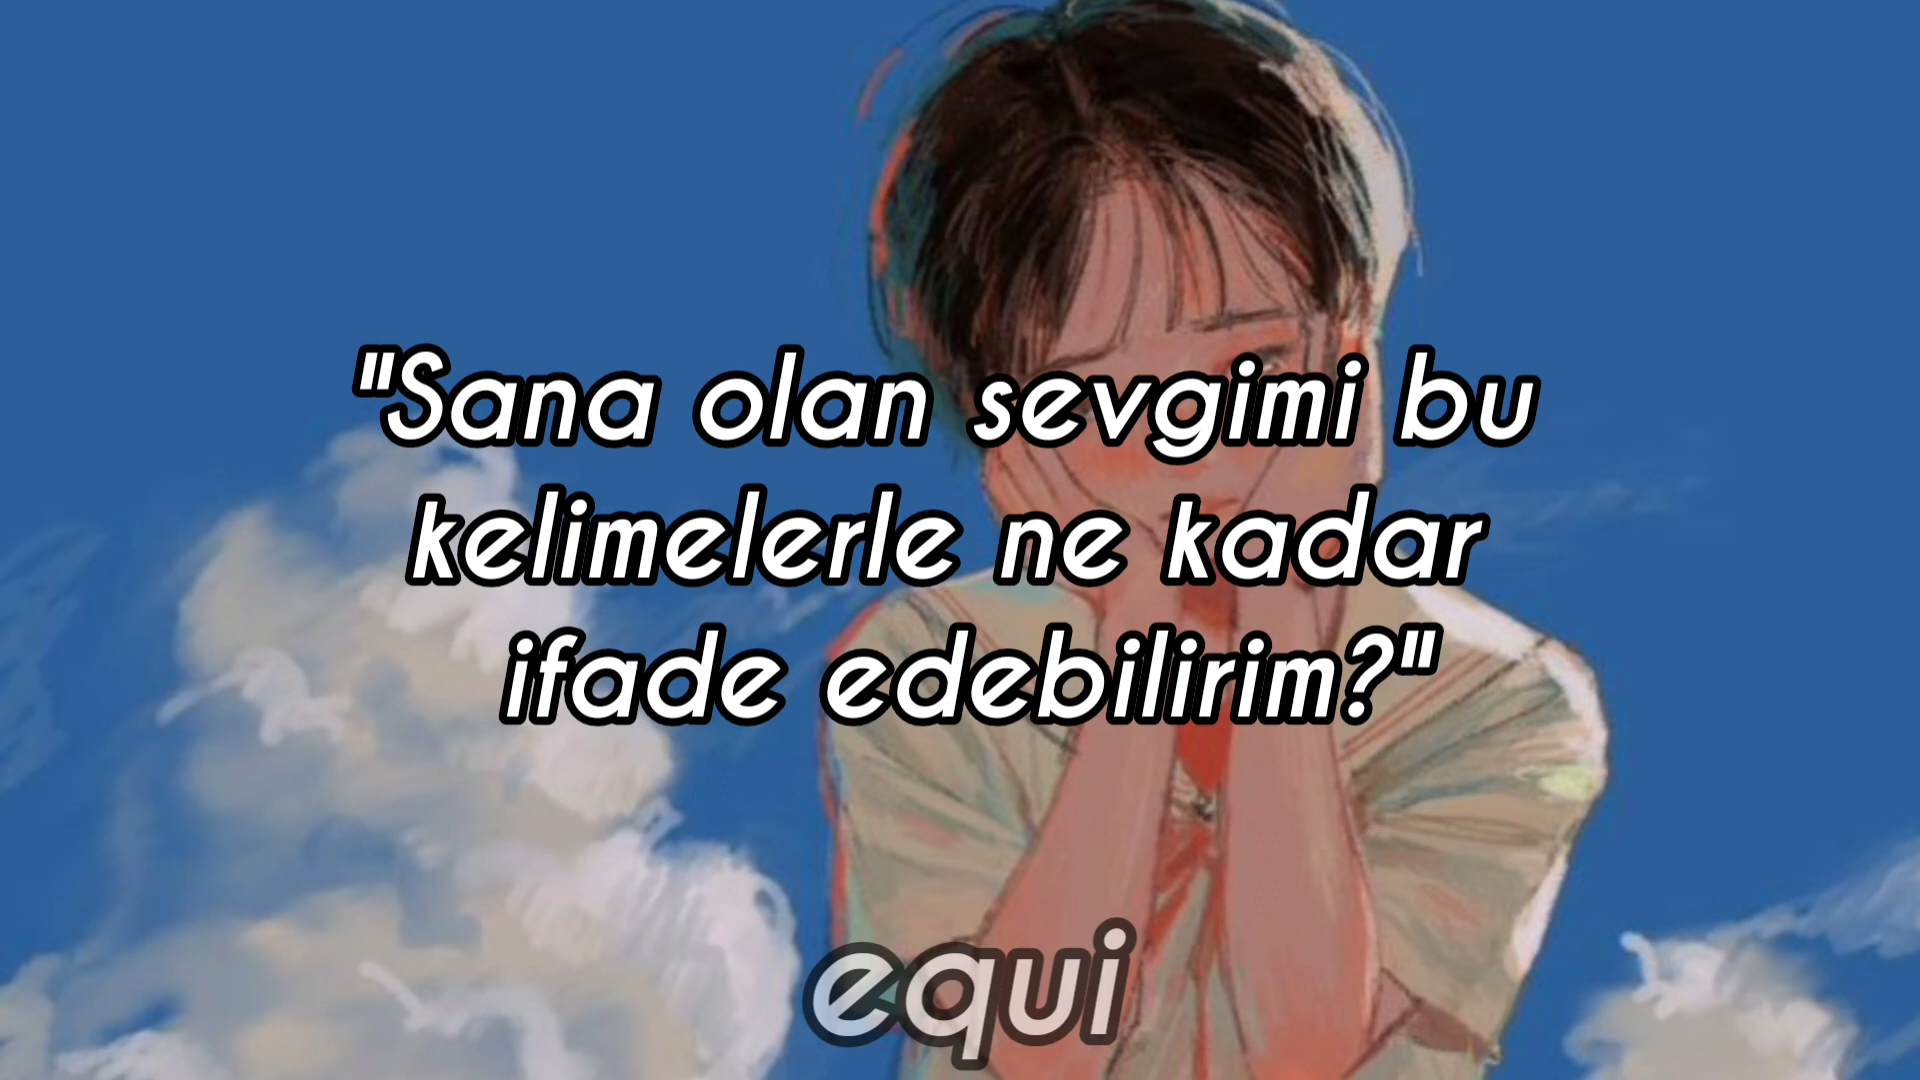 "Sana olan sevgimi bu
kelimelerle ne kadar
ifade edebilirim?"
equi